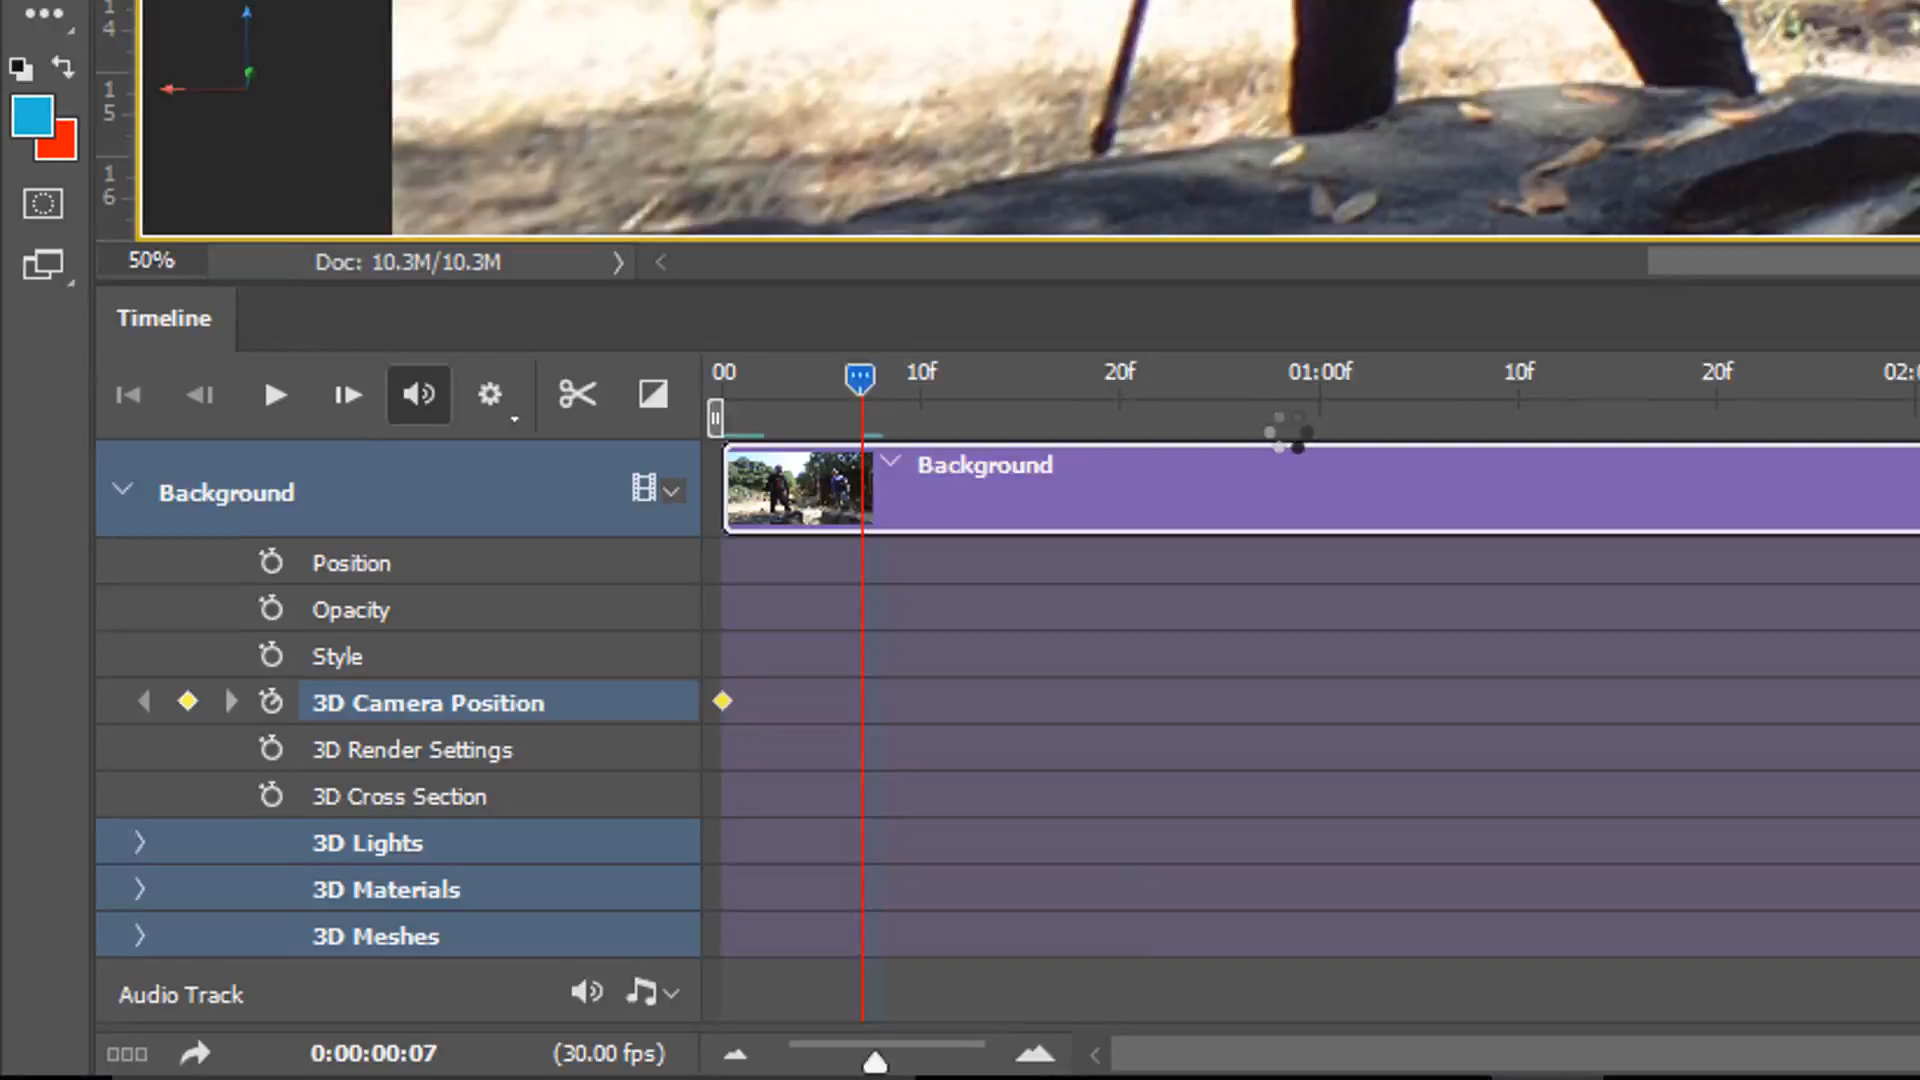 1
4
1
5
1
6
50%
Doc: 10.3M/10.3M
Timeline
00
10f
20f
01:00f
10f
20f
Background
Background
Position
Opacity
Style
3D Camera Position
3D Render Settings
3D Cross Section
3D Lights
3D Materials
3D Meshes
Audio Track
0:00:00:07
(30.00 fps)